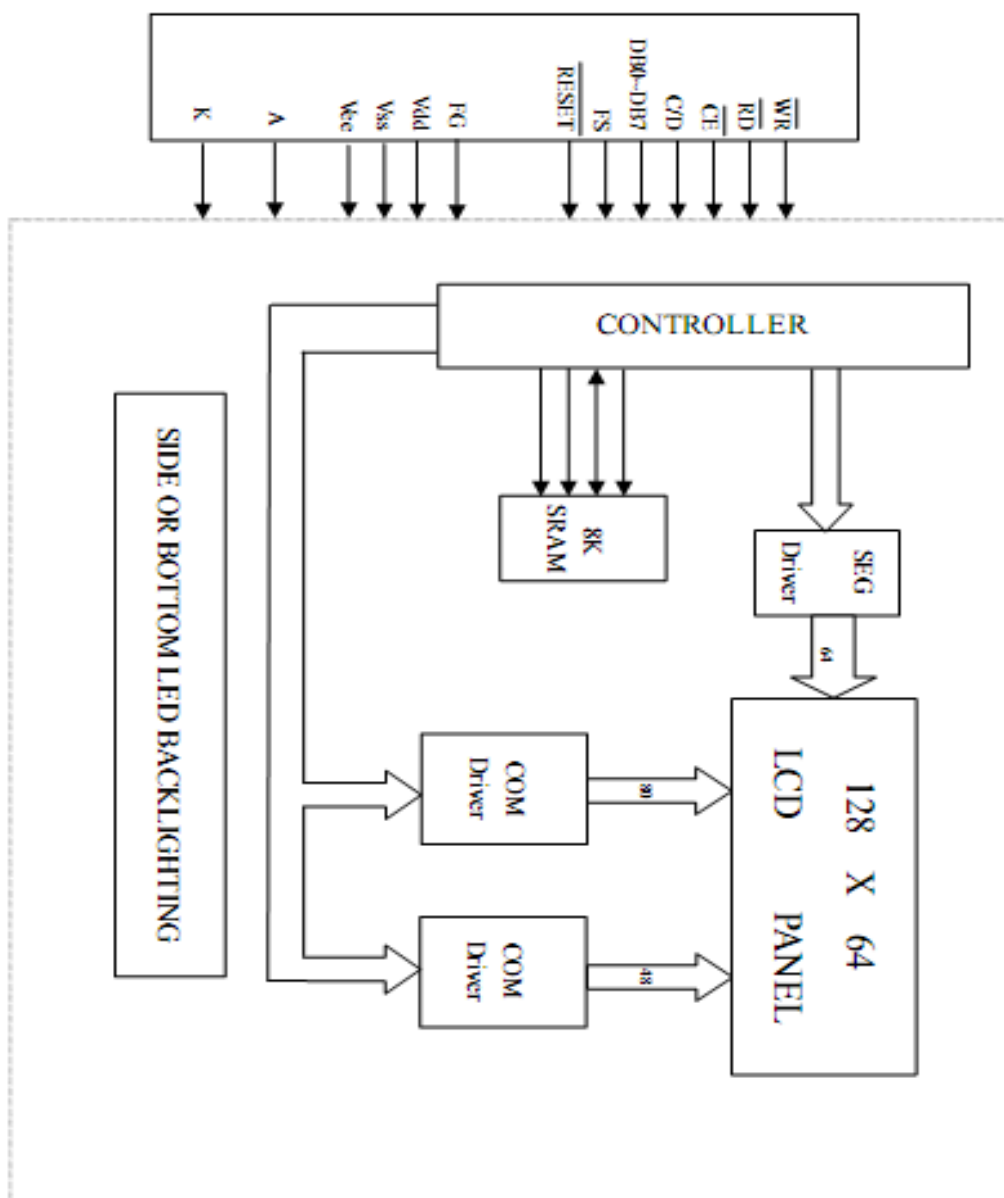 WR
RD
CE
C/D
DB0~DB7
FS
RESET
FG
Vdd
Vss
Vee
A
K
CONTROLLER
8K
SRAM
SEG
Driver
64
128 X 64
LCD PANEL
COM
Driver
80
COM
Driver
48
SIDE OR BOTTOM LED BACKLIGHTING